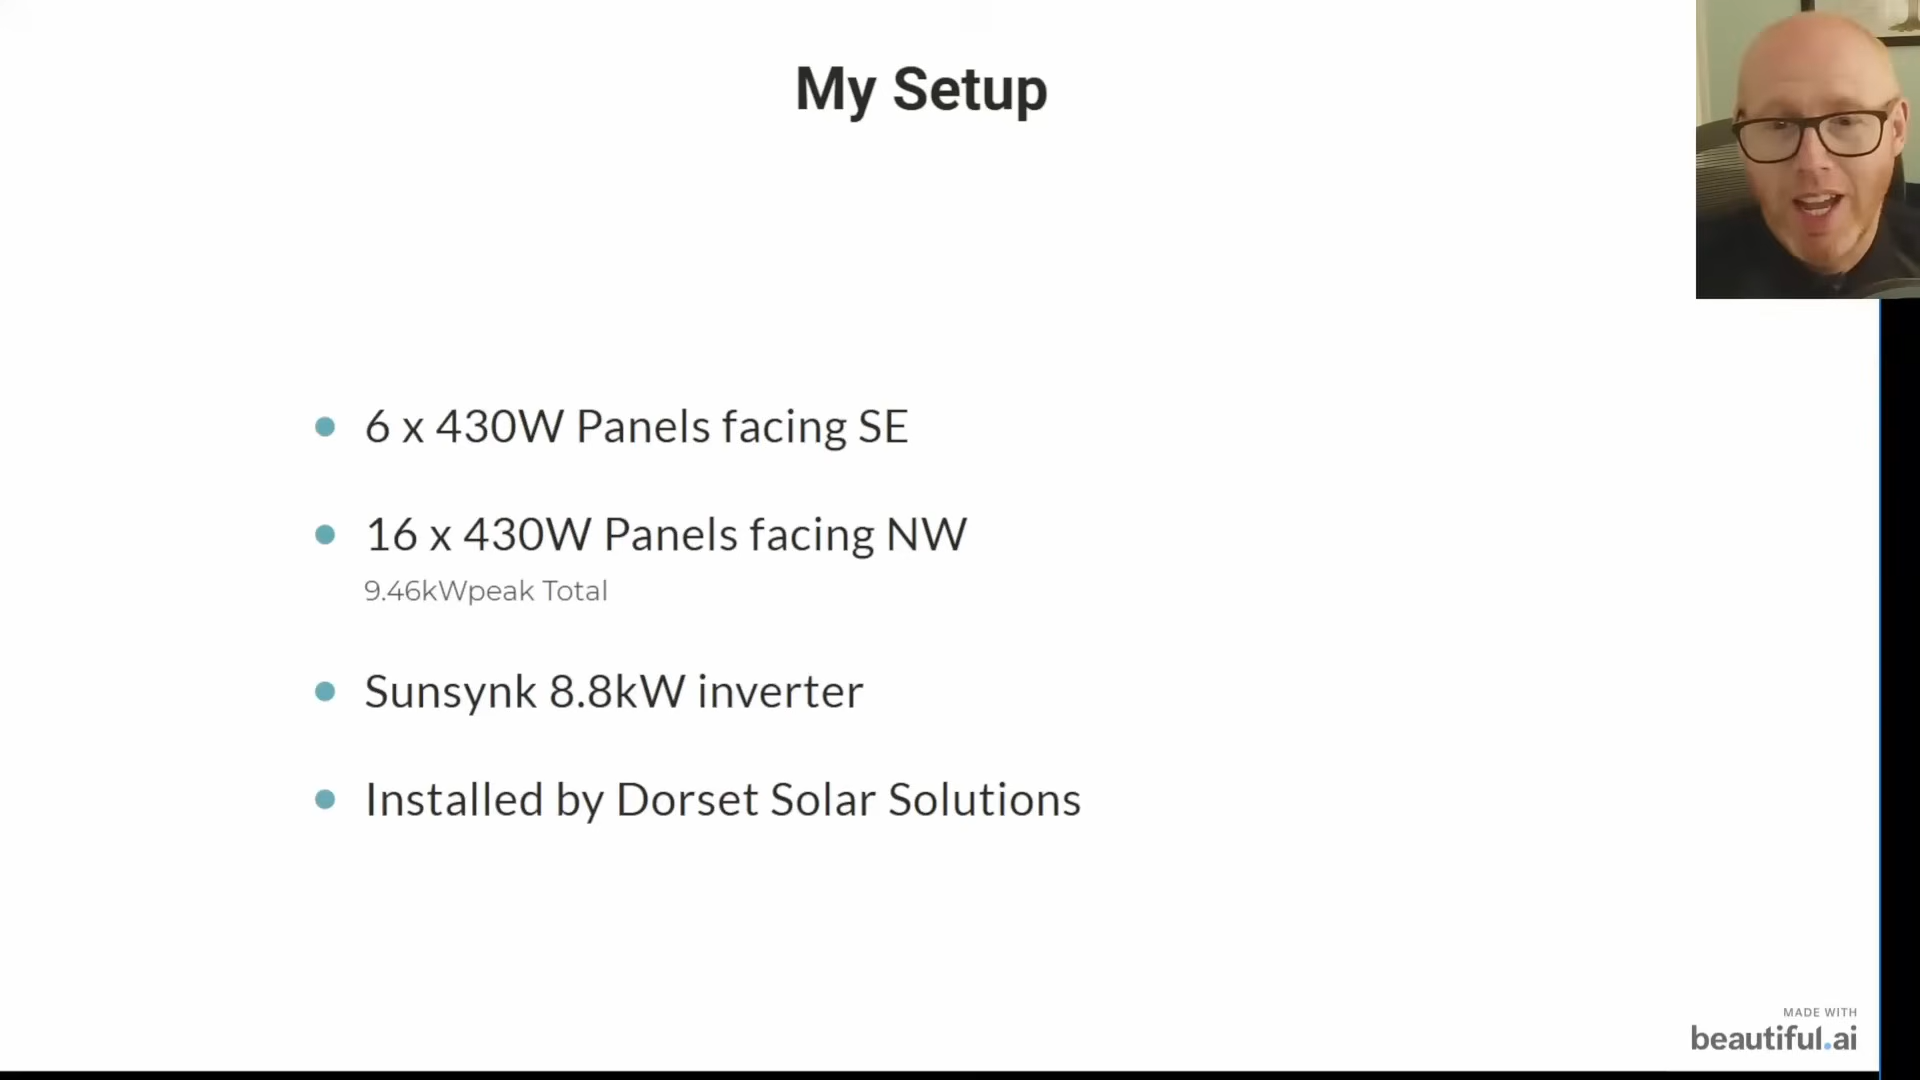 My Setup
6 x 430W Panels facing SE
16 x 430W Panels facing NW
9.46kWpeak Total
Sunsynk 8.8kW inverter
Installed by Dorset Solar Solutions
MADE WITH
beautiful.ai